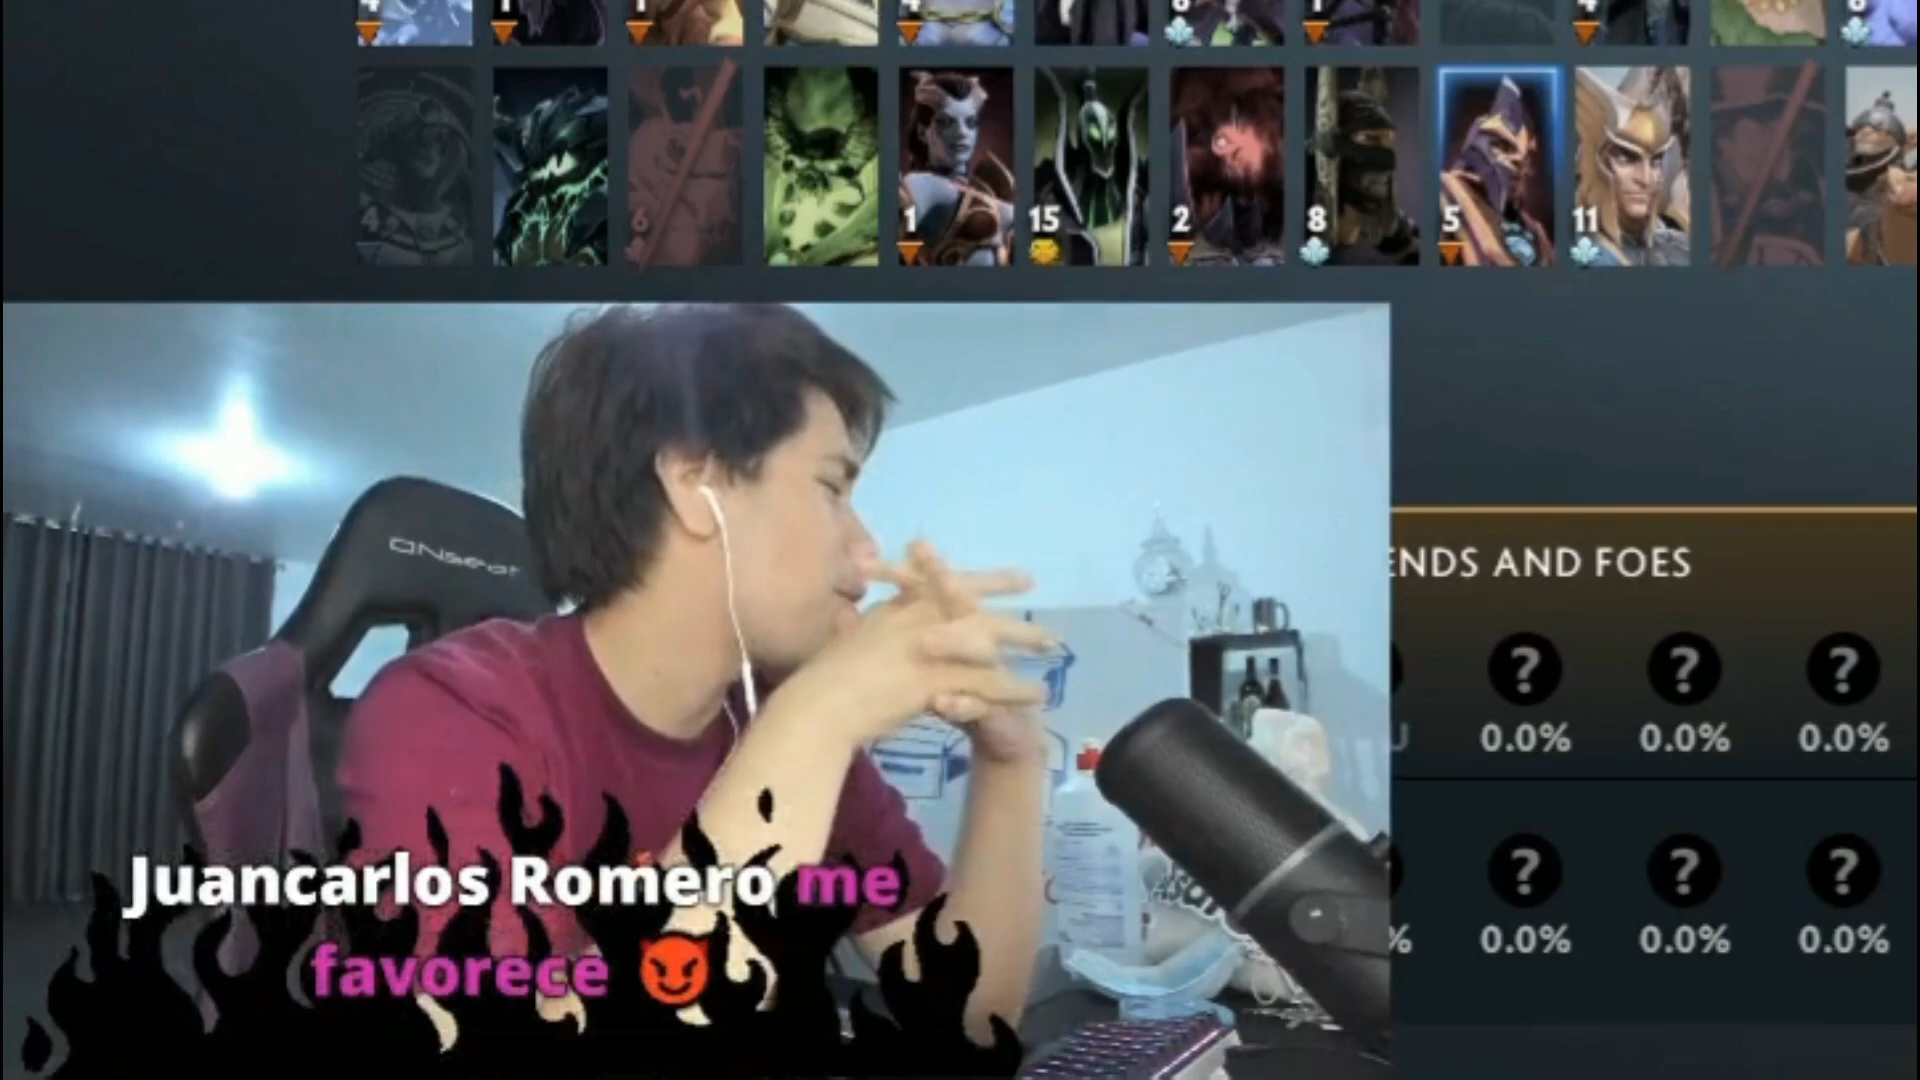 4
1
1
4
8
1
4
8
4
6
1
15
2
8
5
11
ONseat
ENDS AND FOES
? ? ?
0.0% 0.0% 0.0%
? ? ?
% 0.0% 0.0% 0.0%
Juancarlos Romero me
favorece